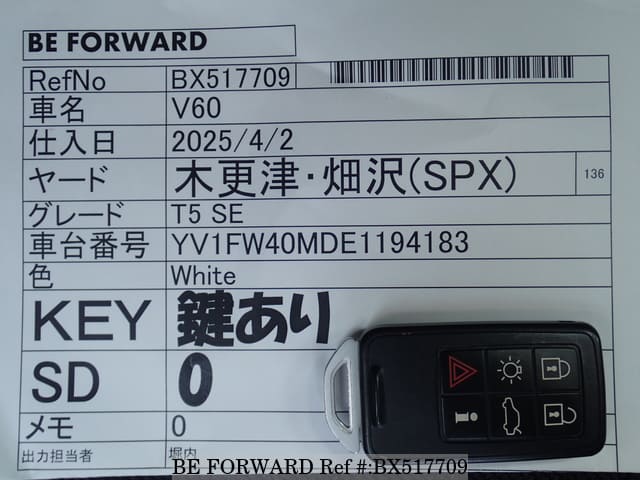 BE FORWARD
RefNo BX517709
車名 V60
仕入日 2025/4/2
ヤード 木更津・畑沢(SPX) 136
グレード T5 SE
車台番号 YV1FW40MDE1194183
色 White
KEY 鍵あり
SD 0
メモ 0
出力担当者 堀内
BE FORWARD Ref #:BX517709